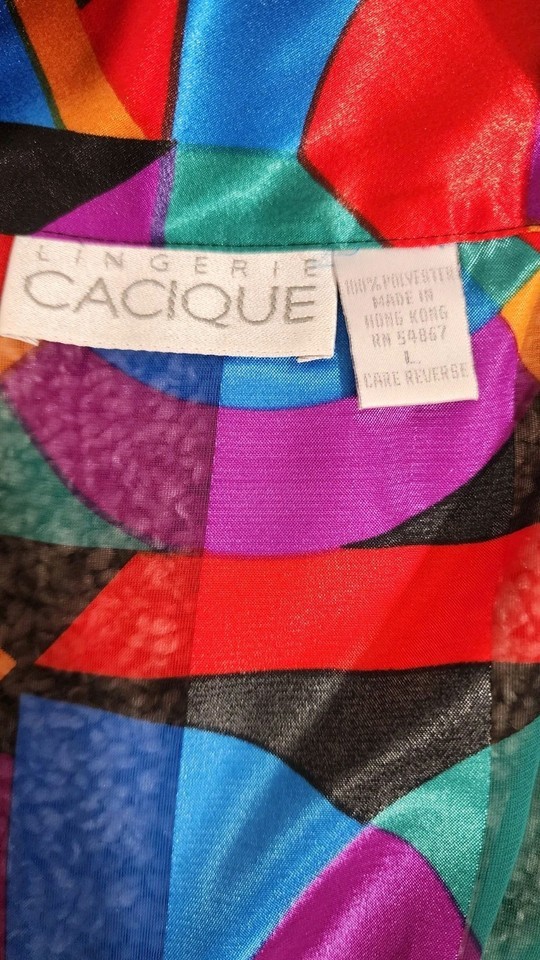 LINGERIE
CACIQUE
100% POLYESTER
MADE IN
HONG KONG
RN 54867
L
CARE REVERSE